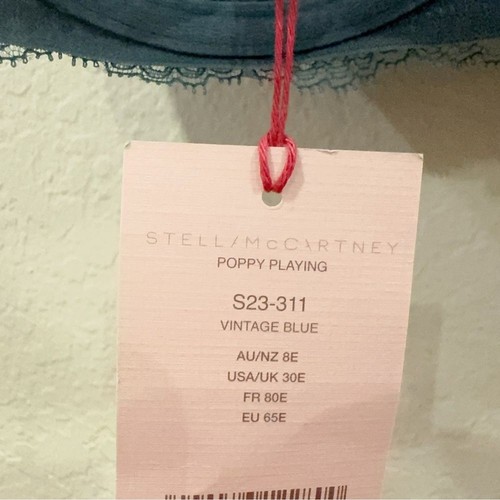 STELLA McCARTNEY
POPPY PLAYING
S23-311
VINTAGE BLUE
AU/NZ 8E
USA/UK 30E
FR 80E
EU 65E